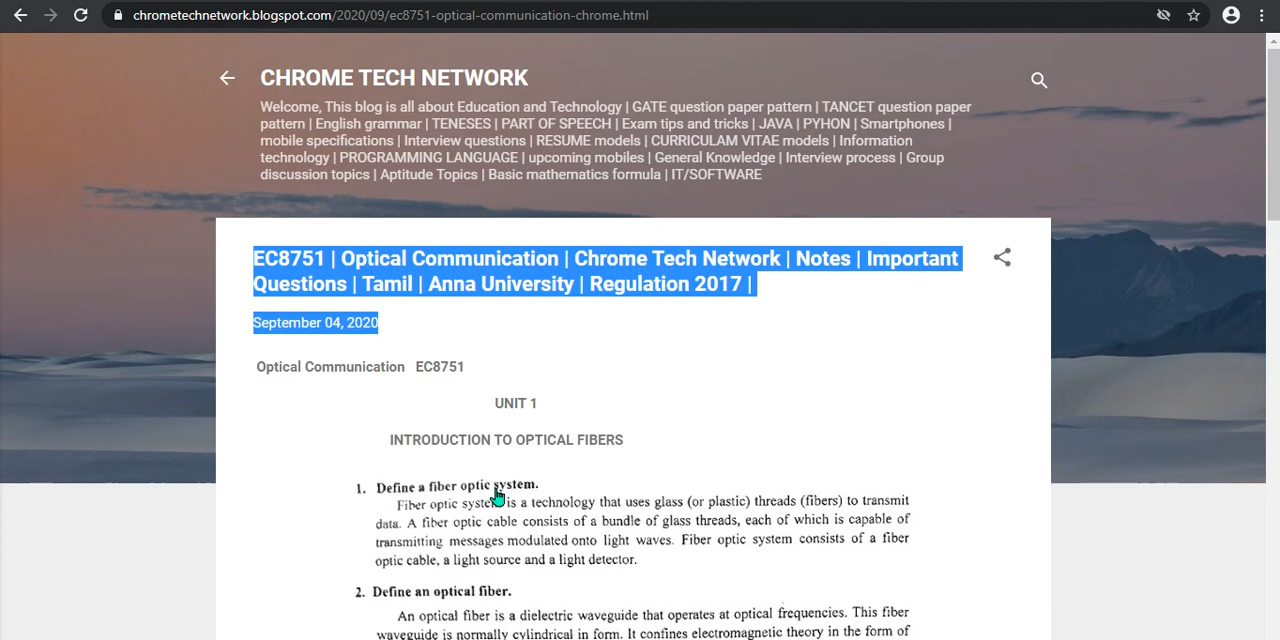 chrometechnetwork.blogspot.com/2020/09/ec8751-optical-communication-chrome.html
CHROME TECH NETWORK
Welcome, This blog is all about Education and Technology | GATE question paper pattern | TANCET question paper
pattern | English grammar | TENESES | PART OF SPEECH | Exam tips and tricks | JAVA | PYHON | Smartphones |
mobile specifications | Interview questions | RESUME models | CURRICULAM VITAE models | Information
technology | PROGRAMMING LANGUAGE | upcoming mobiles | General Knowledge | Interview process | Group
discussion topics | Aptitude Topics | Basic mathematics formula | IT/SOFTWARE
EC8751 | Optical Communication | Chrome Tech Network | Notes | Important
Questions | Tamil | Anna University | Regulation 2017 |
September 04, 2020
Optical Communication EC8751
UNIT 1
INTRODUCTION TO OPTICAL FIBERS
1. Define a fiber optic system.
Fiber optic system is a technology that uses glass (or plastic) threads (fibers) to transmit
data. A fiber optic cable consists of a bundle of glass threads, each of which is capable of
transmitting messages modulated onto light waves. Fiber optic system consists of a fiber
optic cable, a light source and a light detector.
2. Define an optical fiber.
An optical fiber is a dielectric waveguide that operates at optical frequencies. This fiber
waveguide is normally cylindrical in form. It confines electromagnetic theory in the form of